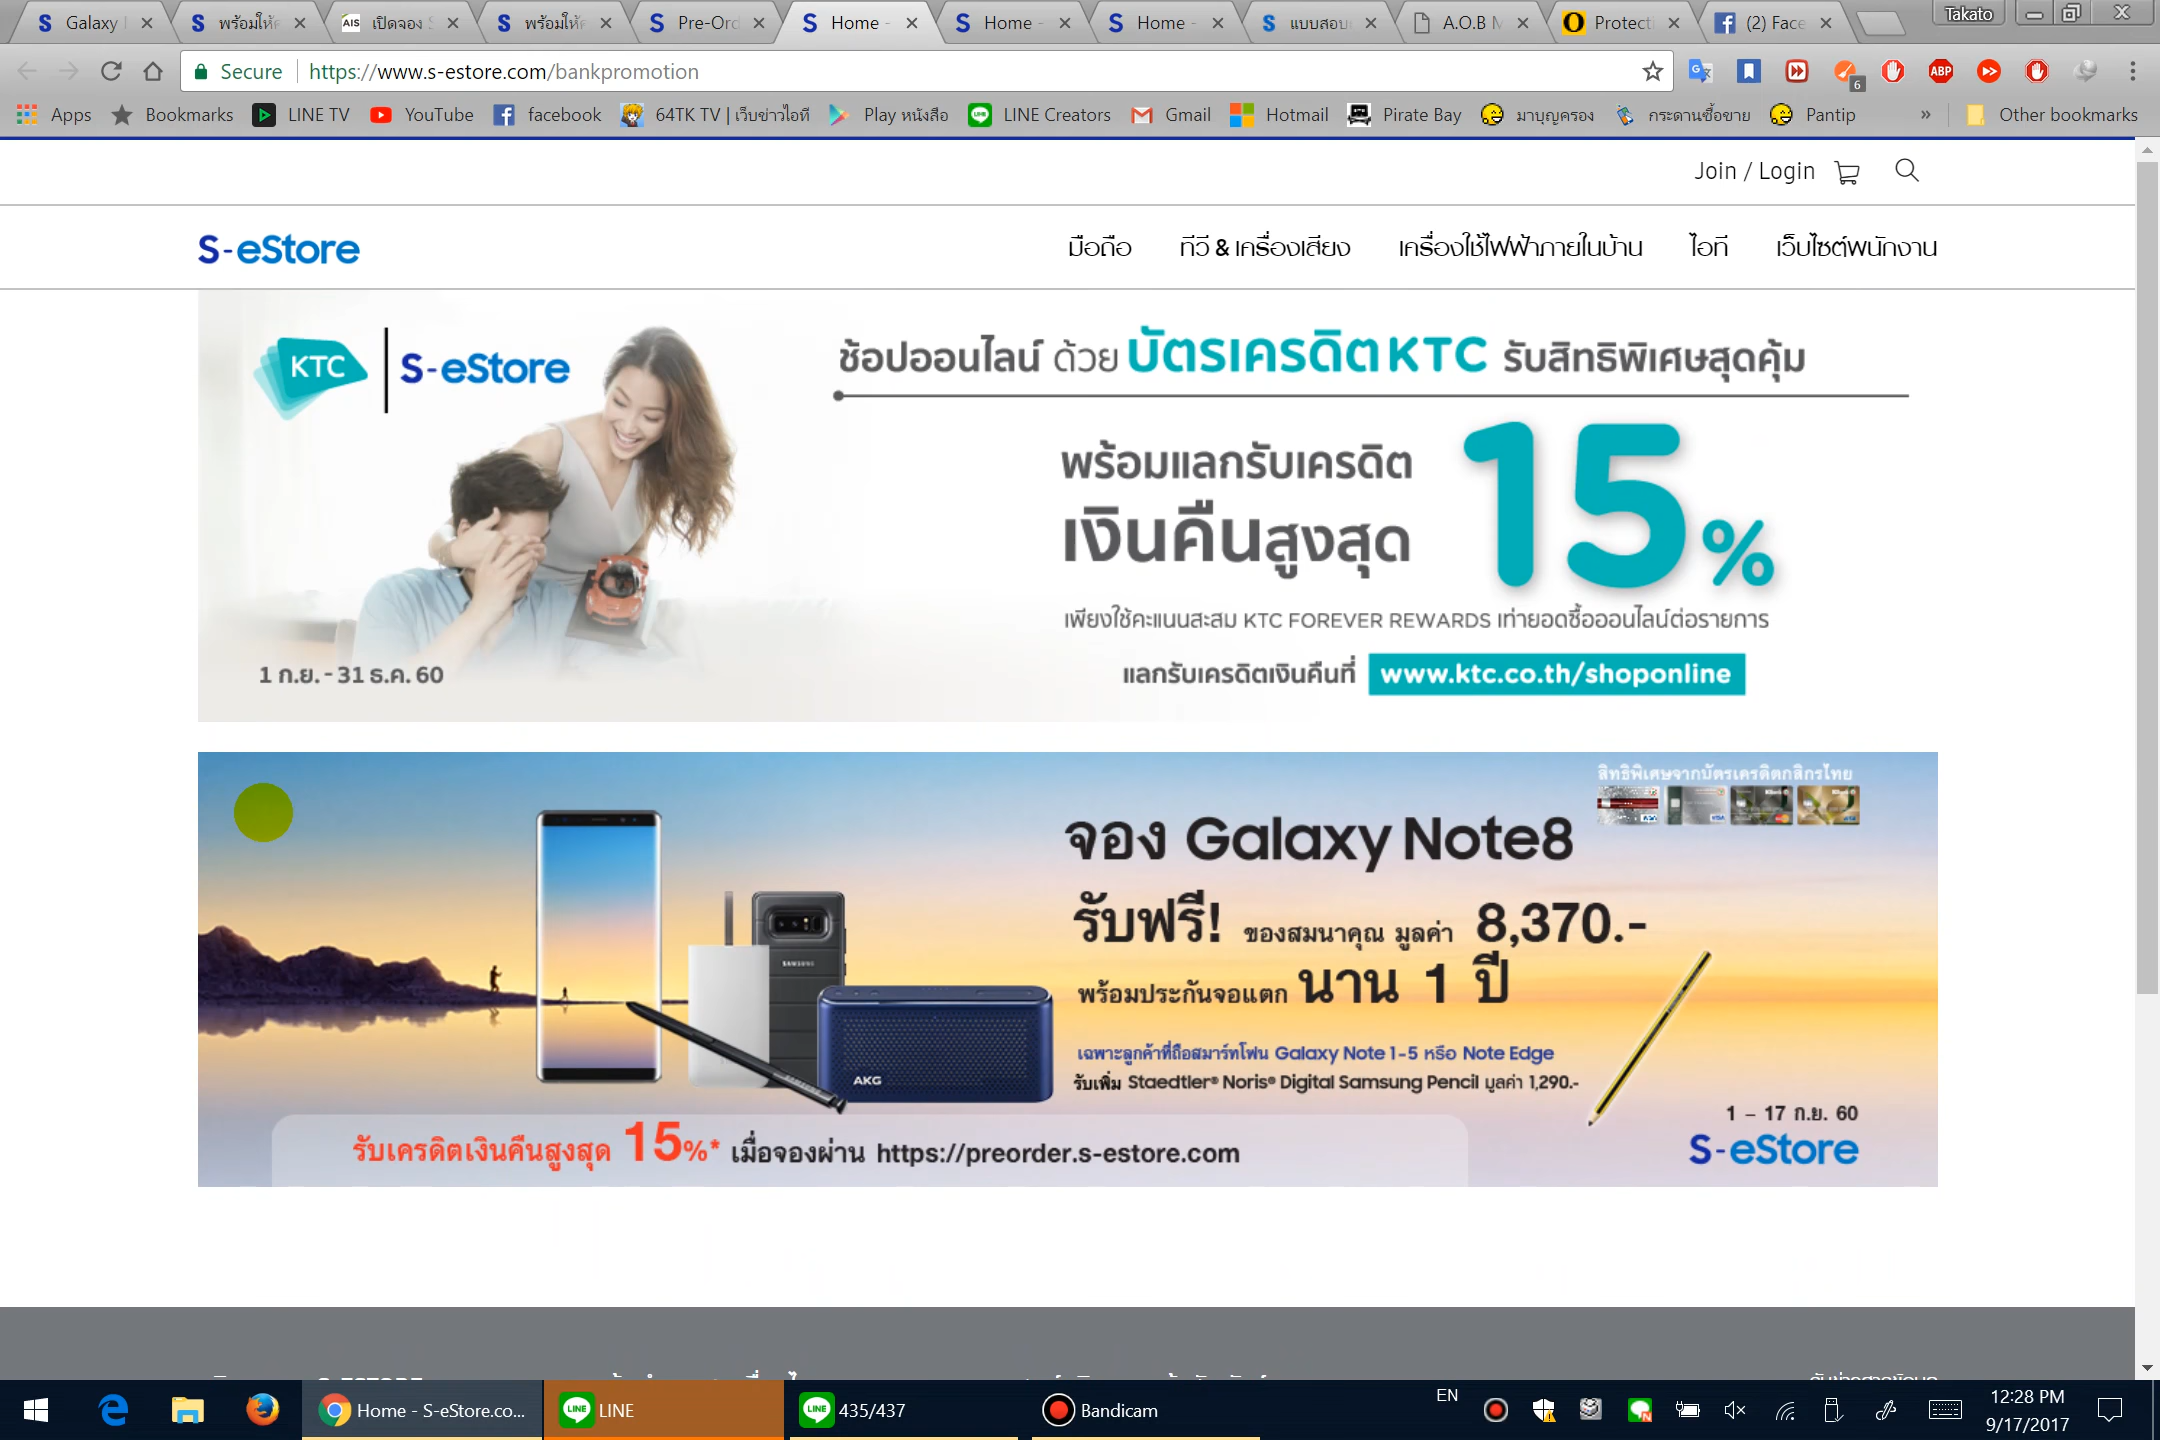 Galaxy
พร้อมให้
AIS เปิดจอง
พร้อมให้
Pre-Ord
Home -
Home -
Home -
แบบสอบ
A.O.B M
Protecti
(2) Face
Takato
Secure
https://www.s-estore.com/bankpromotion
6
ABP
Apps
Bookmarks
LINE TV
YouTube
facebook
64TK TV | เว็บข่าวไอที
Play หนังสือ
LINE Creators
Gmail
Hotmail
Pirate Bay
มาบุญครอง
กระดานซื้อขาย
Pantip
»
Other bookmarks
Join / Login
S-eStore
มือถือ
ทีวี & เครื่องเสียง
เครื่องใช้ไฟฟ้าภายในบ้าน
ไอที
เว็บไซต์พนักงาน
KTC | S-eStore
ช้อปออนไลน์ ด้วย บัตรเครดิต KTC รับสิทธิพิเศษสุดคุ้ม
พร้อมแลกรับเครดิต
เงินคืนสูงสุด 15%
เพียงใช้คะแนนสะสม KTC FOREVER REWARDS เท่ายอดซื้อออนไลน์ต่อรายการ
แลกรับเครดิตเงินคืนที่ www.ktc.co.th/shoponline
1 ก.ย. - 31 ธ.ค. 60
สิทธิพิเศษจากบัตรเครดิตกสิกรไทย
จอง Galaxy Note8
รับฟรี! ของสมนาคุณ มูลค่า 8,370.-
พร้อมประกันจอแตก นาน 1 ปี
SAMSUNG
AKG
เฉพาะลูกค้าที่ถือสมาร์ทโฟน Galaxy Note 1-5 หรือ Note Edge
รับเพิ่ม Staedtler® Noris® Digital Samsung Pencil มูลค่า 1,290.-
1 – 17 ก.ย. 60
S-eStore
รับเครดิตเงินคืนสูงสุด 15%* เมื่อจองผ่าน https://preorder.s-estore.com
Home - S-eStore.co...
LINE
435/437
Bandicam
EN
12:28 PM
9/17/2017